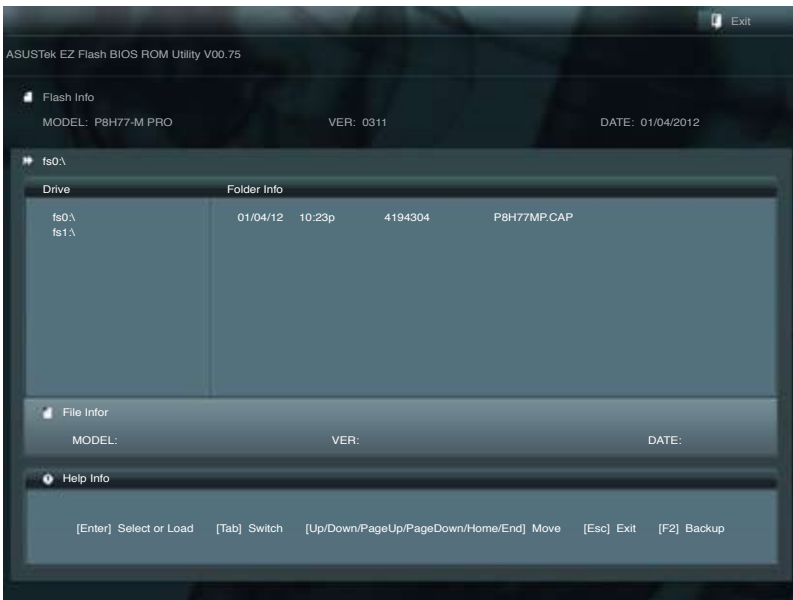 Exit
ASUSTek EZ Flash BIOS ROM Utility V00.75
Flash Info
MODEL: P8H77-M PRO VER: 0311 DATE: 01/04/2012
fs0:\
Drive Folder Info
fs0:\ 01/04/12 10:23p 4194304 P8H77MP.CAP
fs1:\
File Infor
MODEL: VER: DATE:
Help Info
[Enter] Select or Load [Tab] Switch [Up/Down/PageUp/PageDown/Home/End] Move [Esc] Exit [F2] Backup